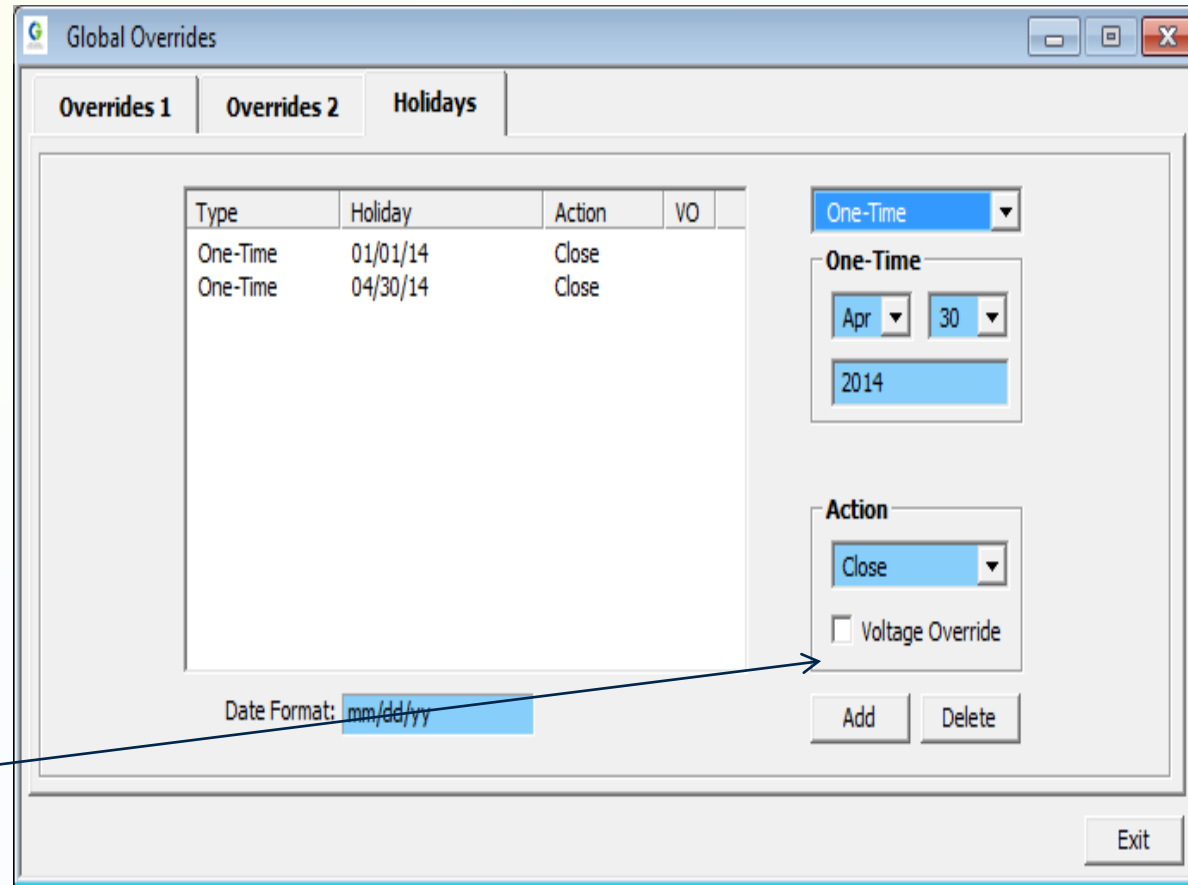 Global Overrides
Overrides 1 Overrides 2 Holidays
Type Holiday Action VO
One-Time 01/01/14 Close
One-Time 04/30/14 Close
One-Time
One-Time
Apr 30
2014
Action
Close
Voltage Override
Date Format: mm/dd/yy
Add Delete
Exit